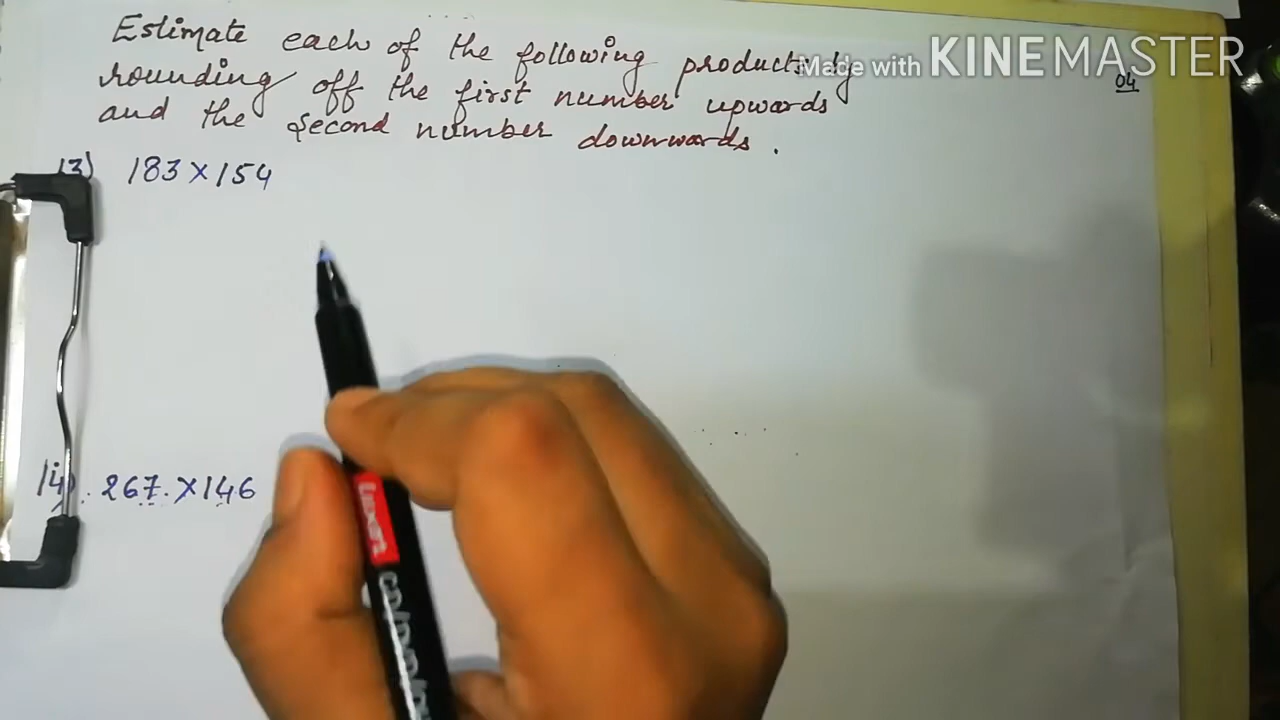 Estimate each of the following products by
Made with KINEMASTER
rounding off the first number upwards
04
and the second number downwards.
13) 183×154
14) 267×146